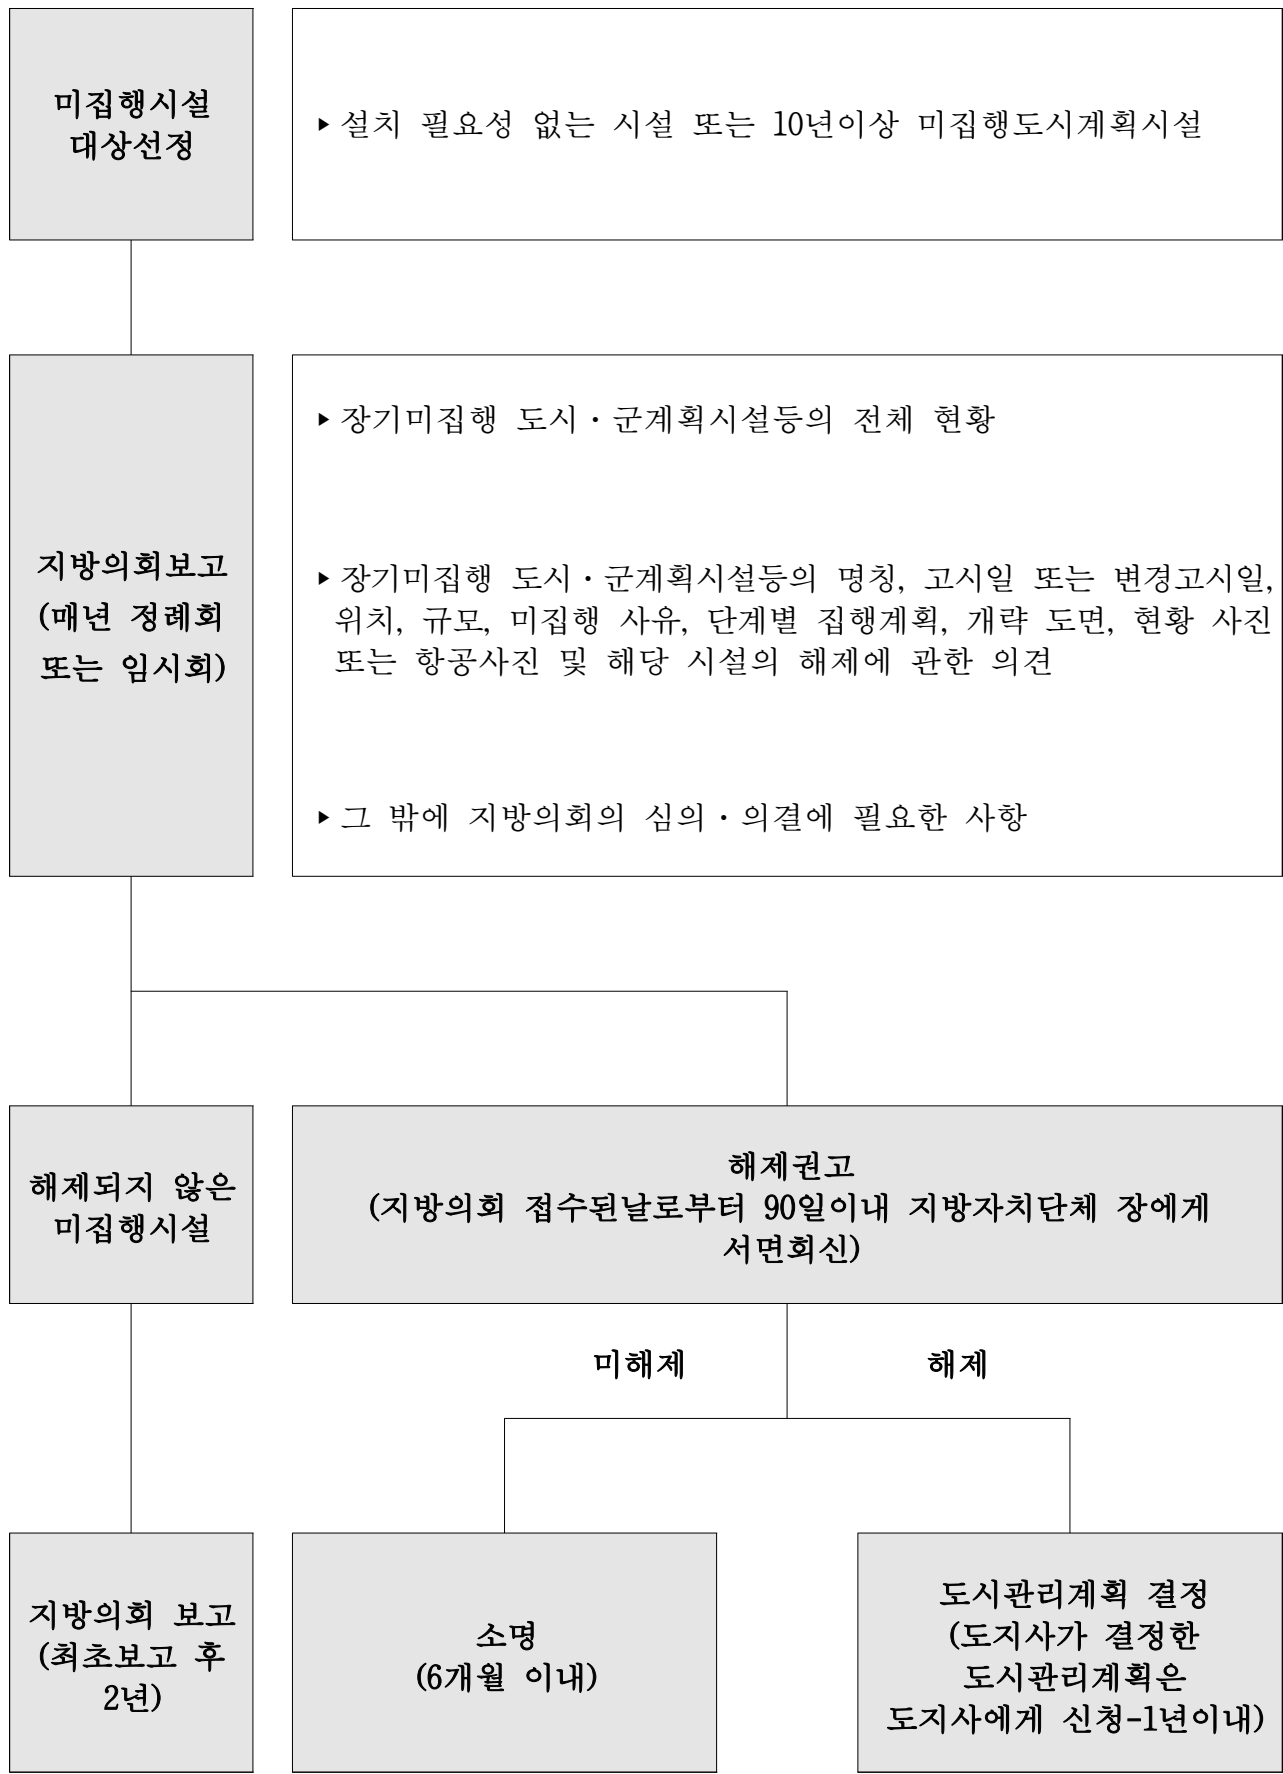 미집행시설
대상선정
▸설치 필요성 없는 시설 또는 10년이상 미집행도시계획시설
지방의회보고
(매년 정례회
또는 임시회)
▸장기미집행 도시·군계획시설등의 전체 현황
▸장기미집행 도시·군계획시설등의 명칭, 고시일 또는 변경고시일,
위치, 규모, 미집행 사유, 단계별 집행계획, 개략 도면, 현황 사진
또는 항공사진 및 해당 시설의 해제에 관한 의견
▸그 밖에 지방의회의 심의·의결에 필요한 사항
해제되지 않은
미집행시설
해제권고
(지방의회 접수된날로부터 90일이내 지방자치단체 장에게
서면회신)
미해제
해제
지방의회 보고
(최초보고 후
2년)
소명
(6개월 이내)
도시관리계획 결정
(도지사가 결정한
도시관리계획은
도지사에게 신청-1년이내)